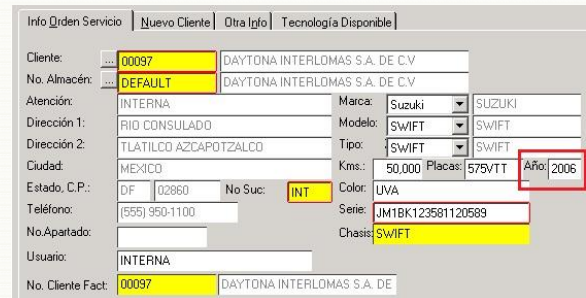 Info Orden Servicio Nuevo Cliente Otra Info Tecnología Disponible
Cliente: ... 00097 DAYTONA INTERLOMAS S.A. DE C.V
No. Almacén: ... DEFAULT DAYTONA INTERLOMAS S.A. DE C.V
Atención: INTERNA Marca: Suzuki SUZUKI
Dirección 1: RIO CONSULADO Modelo: SWIFT SWIFT
Dirección 2: TLATILCO AZCAPOTZALCO Tipo: SWIFT SWIFT
Ciudad: MEXICO Kms.: 50,000 Placas: 575VTT Año: 2006
Estado, C.P.: DF 02860 No Suc: INT Color: UVA
Teléfono: (555) 950-1100 Serie: JM1BK123581120589
No.Apartado: Chasis: SWIFT
Usuario: INTERNA
No. Cliente Fact: 00097 DAYTONA INTERLOMAS S.A. DE